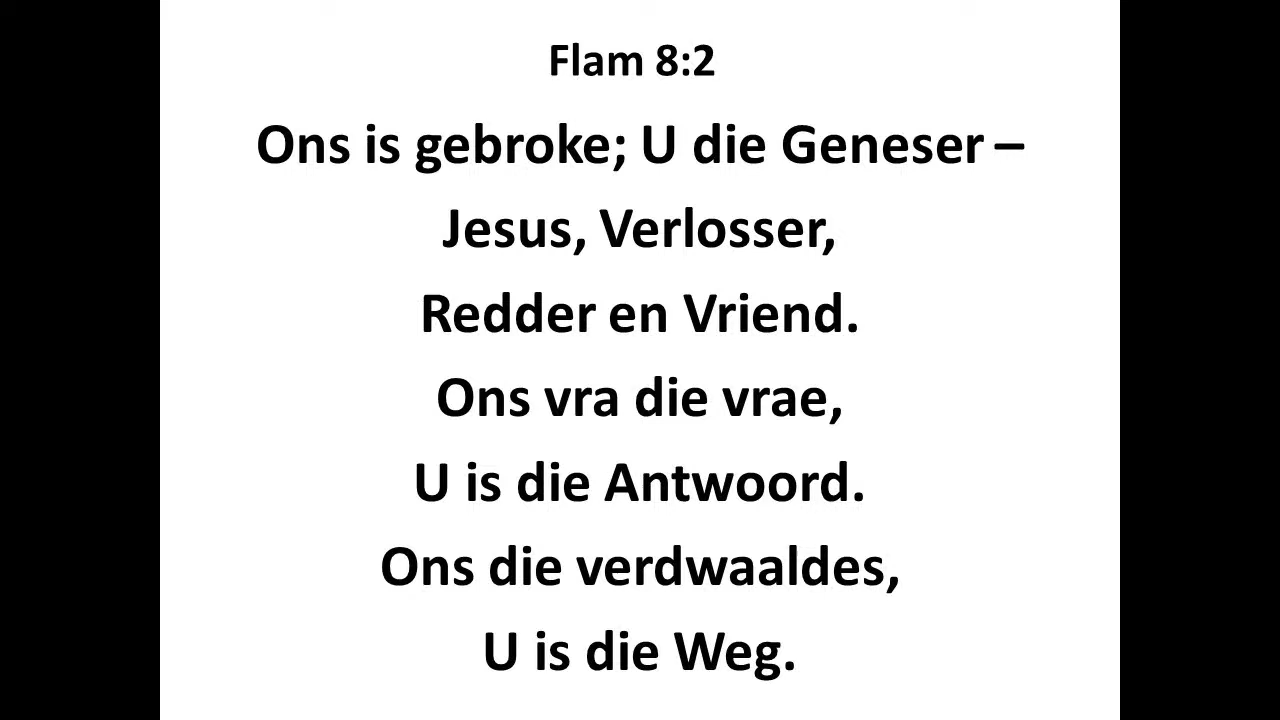 Flam 8:2
Ons is gebroke; U die Geneser –
Jesus, Verlosser,
Redder en Vriend.
Ons vra die vrae,
U is die Antwoord.
Ons die verdwaaldes,
U is die Weg.